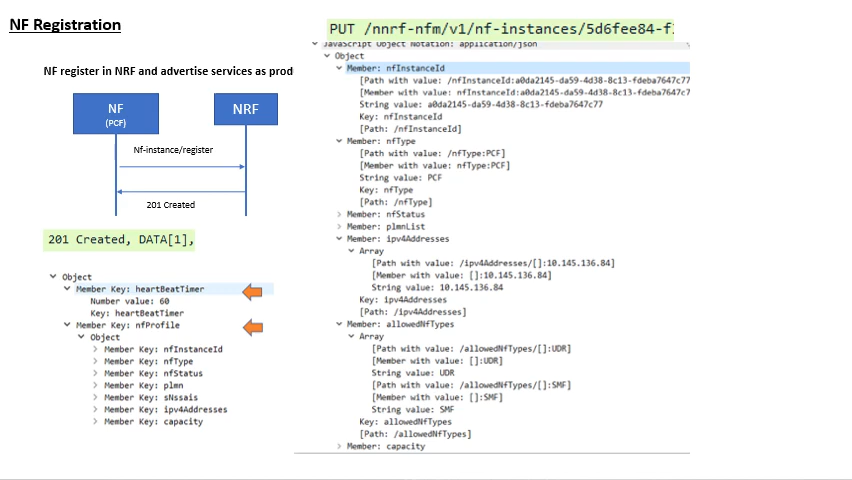 NF Registration
NF register in NRF and advertise services as prod
NF
(PCF)
NRF
Nf-instance/register
201 Created
201 Created, DATA[1],
Object
Member Key: heartBeatTimer
Number value: 60
Key: heartBeatTimer
Member Key: nfProfile
Object
Member Key: nfInstanceId
Member Key: nfType
Member Key: nfStatus
Member Key: plmn
Member Key: sNssais
Member Key: ipv4Addresses
Member Key: capacity
PUT /nnrf-nfm/v1/nf-instances/5d6fee84-f
JavaScript Object Notation: application/json
Object
Member: nfInstanceId
[Path with value: /nfInstanceId:a0da2145-da59-4d38-8c13-fdeba7647c77
[Member with value: nfInstanceId:a0da2145-da59-4d38-8c13-fdeba7647c7
String value: a0da2145-da59-4d38-8c13-fdeba7647c77
Key: nfInstanceId
[Path: /nfInstanceId]
Member: nfType
[Path with value: /nfType:PCF]
[Member with value: nfType:PCF]
String value: PCF
Key: nfType
[Path: /nfType]
Member: nfStatus
Member: plmnList
Member: ipv4Addresses
Array
[Path with value: /ipv4Addresses/[]:10.145.136.84]
[Member with value: []:10.145.136.84]
String value: 10.145.136.84
Key: ipv4Addresses
[Path: /ipv4Addresses]
Member: allowedNfTypes
Array
[Path with value: /allowedNfTypes/[]:UDR]
[Member with value: []:UDR]
String value: UDR
[Path with value: /allowedNfTypes/[]:SMF]
[Member with value: []:SMF]
String value: SMF
Key: allowedNfTypes
[Path: /allowedNfTypes]
Member: capacity